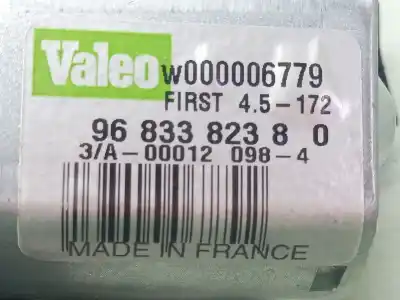 Valeo w000006779
FIRST 4.5-172
96 833 823 8 0
3/A-00012 098-4
MADE IN FRANCE